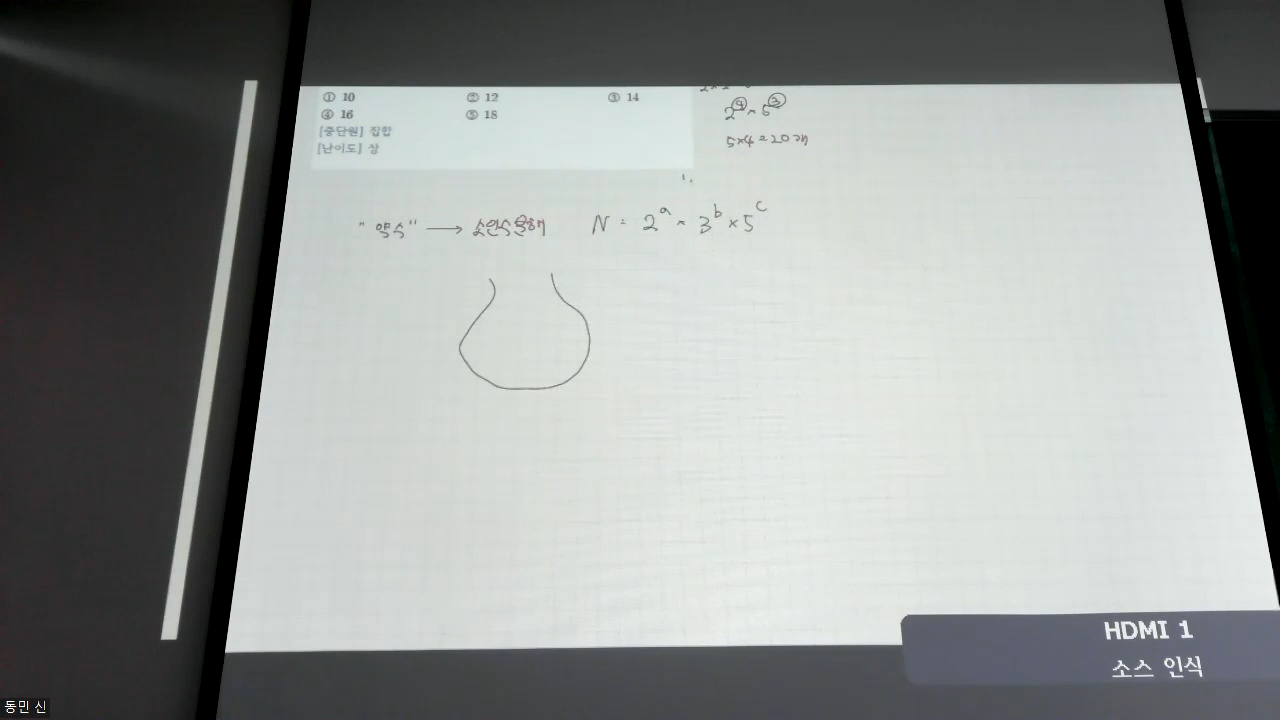 ① 10 ② 12 ③ 14
④ 16 ⑤ 18
[중단원] 집합
[난이도] 상
2④ × 5③
5×4 = 20개
"약수" → 소인수분해 N = 2^a × 3^b × 5^c
HDMI 1
소스 인식
동민 신